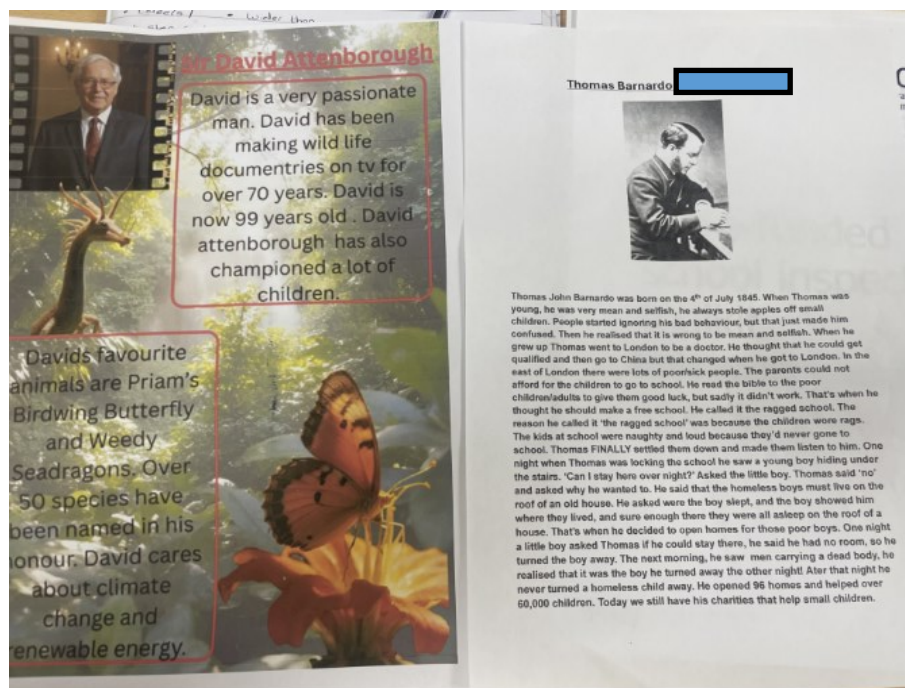 Wider than
Sir David Attenborough
David is a very passionate
man. David has been
making wild life
documentries on tv for
over 70 years. David is
now 99 years old . David
attenborough has also
championed a lot of
children.
Davids favourite
animals are Priam's
Birdwing Butterfly
and Weedy
Seadragons. Over
50 species have
been named in his
honour. David cares
about climate
change and
renewable energy.
Thomas Barnardo
Thomas John Barnardo was born on the 4th of July 1845. When Thomas was
young, he was very mean and selfish, he always stole apples off small
children. People started ignoring his bad behaviour, but that just made him
confused. Then he realised that it is wrong to be mean and selfish. When he
grew up Thomas went to London to be a doctor. He thought that he could get
qualified and then go to China but that changed when he got to London. In the
east of London there were lots of poor/sick people. The parents could not
afford for the children to go to school. He read the bible to the poor
children/adults to give them good luck, but sadly it didn't work. That's when he
thought he should make a free school. He called it the ragged school. The
reason he called it 'the ragged school' was because the children wore rags.
The kids at school were naughty and loud because they'd never gone to
school. Thomas FINALLY settled them down and made them listen to him. One
night when Thomas was locking the school he saw a young boy hiding under
the stairs. 'Can I stay here over night?' Asked the little boy. Thomas said 'no'
and asked why he wanted to. He said that the homeless boys must live on the
roof of an old house. He asked were the boy slept, and the boy showed him
where they lived, and sure enough there they were all asleep on the roof of a
house. That's when he decided to open homes for those poor boys. One night
a little boy asked Thomas if he could stay there, he said he had no room, so he
turned the boy away. The next morning, he saw men carrying a dead body, he
realised that it was the boy he turned away the other night! Ater that night he
never turned a homeless child away. He opened 96 homes and helped over
60,000 children. Today we still have his charities that help small children.